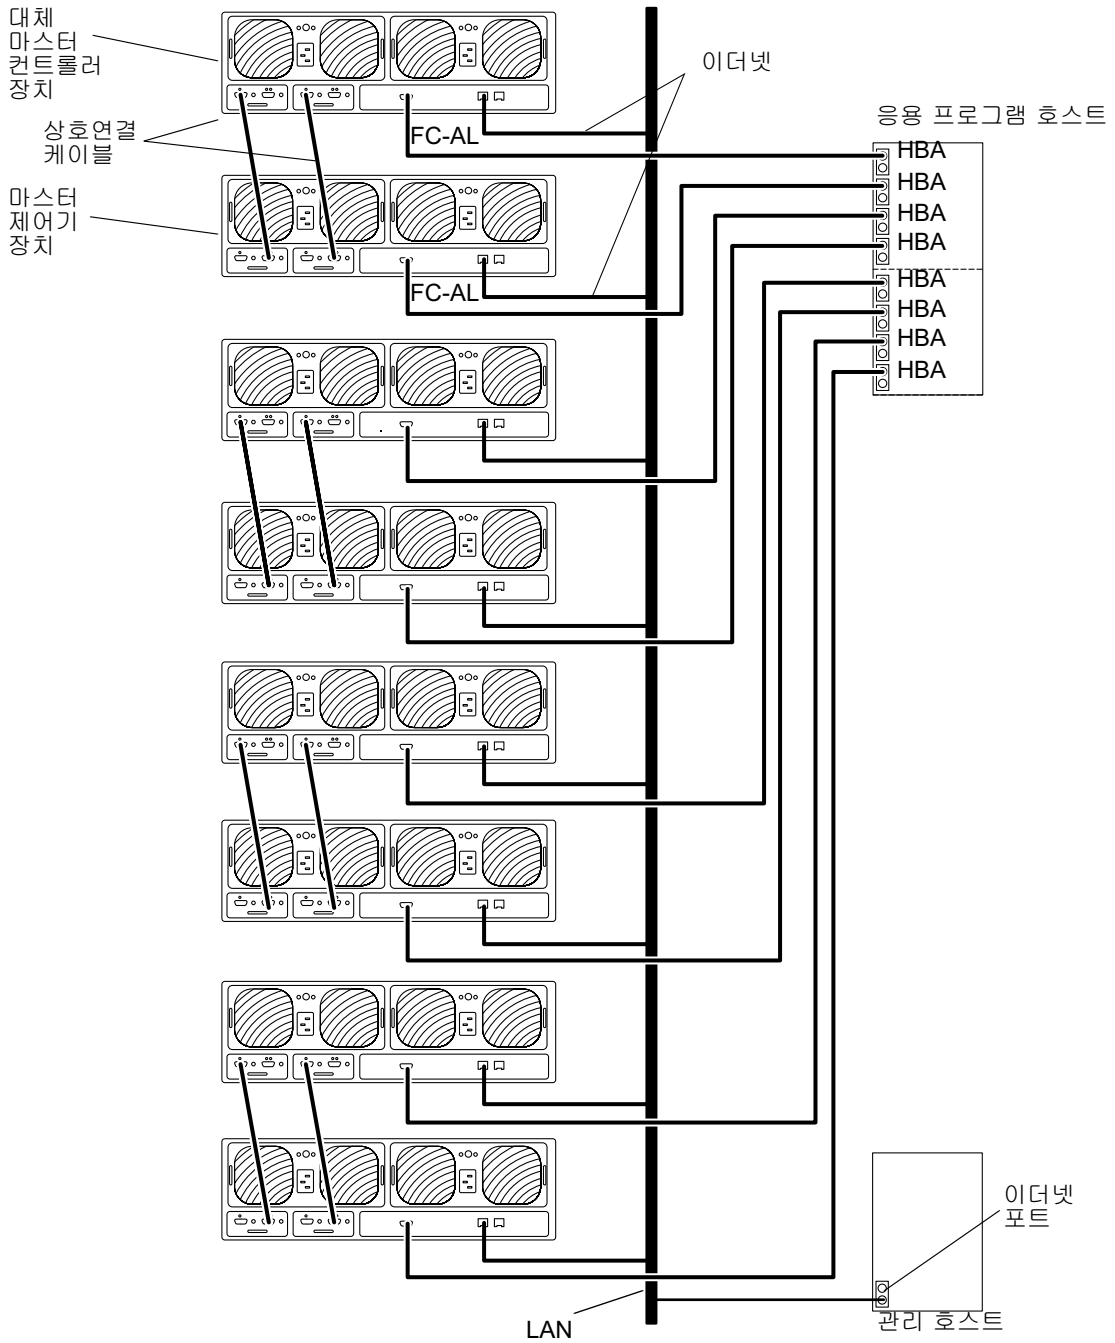 대체
마스터
컨트롤러
장치
이더넷
응용 프로그램 호스트
상호연결
케이블
FC-AL
HBA
HBA
마스터
제어기
장치
HBA
HBA
FC-AL
HBA
HBA
HBA
HBA
이더넷
포트
관리 호스트
LAN